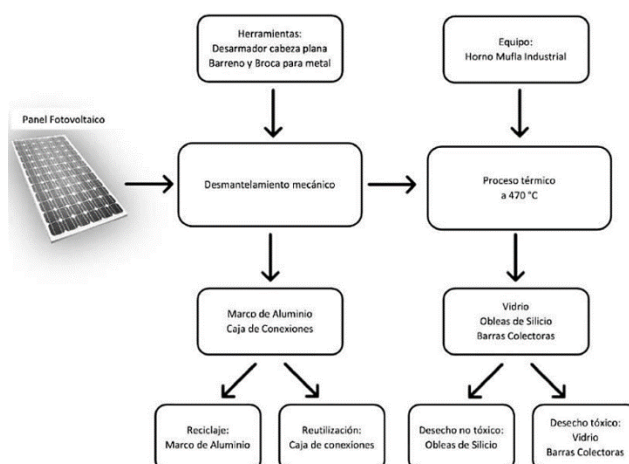 Herramientas:
Desarmador cabeza plana
Barreno y Broca para metal
Equipo:
Horno Mufla Industrial
Panel Fotovoltaico
Desmantelamiento mecánico
Proceso térmico
a 470 °C
Marco de Aluminio
Caja de Conexiones
Vidrio
Obleas de Silicio
Barras Colectoras
Reciclaje:
Marco de Aluminio
Reutilización:
Caja de conexiones
Desecho no tóxico:
Obleas de Silicio
Desecho tóxico:
Vidrio
Barras Colectoras